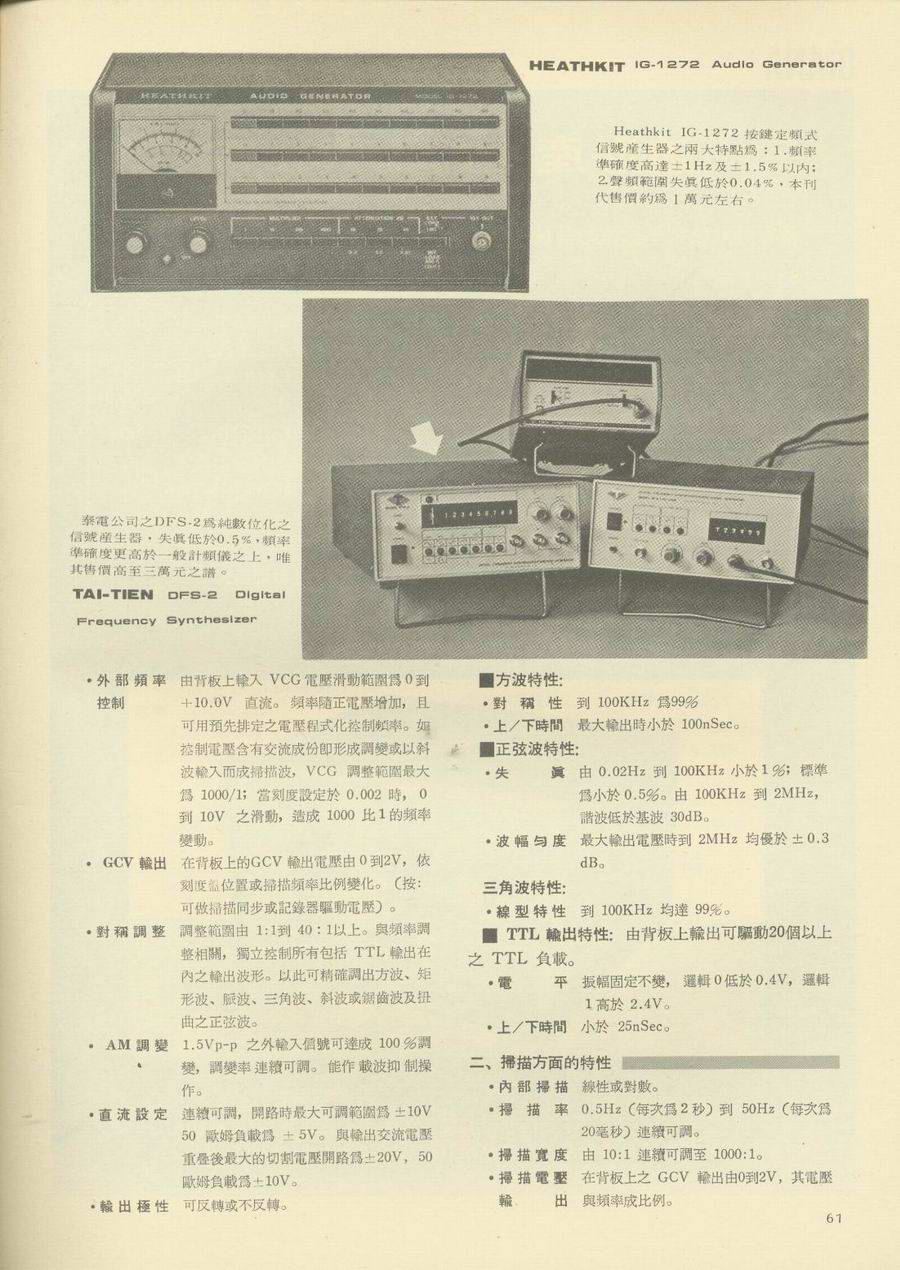 HEATHKIT IG-1272 Audio Generator
HEATHKIT AUDIO GENERATOR MODEL IG-1272
LEVEL MULTIPLIER ATTENUATION
Heathkit IG-1272 按鍵定頻式
信號産生器之兩大特點爲：1.頻率
準確度高達±1Hz及±1.5%以內；
2.聲頻範圍失眞低於0.04%，本刊
代售價約爲1萬元左右。
12345678
泰電公司之DFS-2爲純數位化之
信號産生器，失眞低於0.5%，頻率
準確度更高於一般計頻儀之上，唯
其售價高至三萬元之譜。
TAI-TIEN DFS-2 Digital
Frequency Synthesizer
•外部頻率 由背板上輸入 VCG 電壓滑動範圍爲0到
控制 +10.0V 直流。頻率隨正電壓增加，且
可用預先排定之電壓程式化控制頻率。如
控制電壓含有交流成份即形成調變或以斜
波輸入而成掃描波，VCG 調整範圍最大
爲 1000/1；當刻度設定於 0.002 時，0
到 10V 之滑動，造成 1000 比1的頻率
變動。
• GCV 輸出 在背板上的GCV 輸出電壓由0到2V，依
刻度盤位置或掃描頻率比例變化。（按：
可做掃描同步或記錄器驅動電壓）。
•對稱調整 調整範圍由 1:1到 40：1以上。與頻率調
整相關，獨立控制所有包括 TTL 輸出在
內之輸出波形。以此可精確調出方波、矩
形波、脈波、三角波、斜波或鋸齒波及扭
曲之正弦波。
• AM 調變 1.5Vp-p 之外輸入信號可達成 100％調
變，調變率連續可調。能作載波抑制操
作。
•直流設定 連續可調，開路時最大可調範圍爲 ±10V
50 歐姆負載爲 ± 5V。與輸出交流電壓
重疊後最大的切割電壓開路爲±20V，50
歐姆負載爲±10V。
•輸出極性 可反轉或不反轉。
■方波特性:
•對稱性 到 100KHz 爲99%
•上／下時間 最大輸出時小於 100nSec。
■正弦波特性:
•失眞 由 0.02Hz 到 100KHz 小於1％；標準
爲小於 0.5％。由 100KHz 到 2MHz，
諧波低於基波 30dB。
•波幅勻度 最大輸出電壓時到 2MHz 均優於 ± 0.3
dB。
三角波特性:
•線型特性 到 100KHz 均達 99％。
■ TTL 輸出特性：由背板上輸出可驅動20個以上
之 TTL 負載。
•電平 振幅固定不變，邏輯0低於0.4V，邏輯
1高於 2.4V。
•上／下時間 小於 25nSec。
二、掃描方面的特性
•內部掃描 線性或對數。
•掃描率 0.5Hz（每次爲2秒）到 50Hz（每次爲
20毫秒）連續可調。
•掃描寬度 由 10:1 連續可調至 1000:1。
•掃描電壓 在背板上之 GCV 輸出由0到2V，其電壓
輸出 與頻率成比例。
61